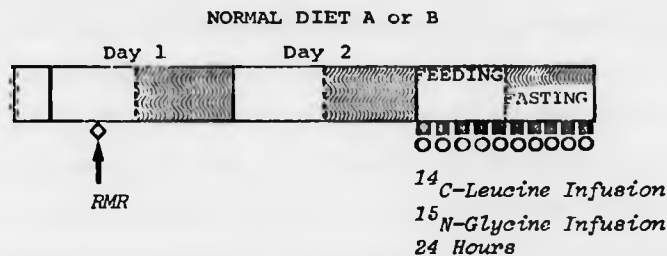 NORMAL DIET A or B
Day 1 Day 2
FEEDING
FASTING
RMR
14C-Leucine Infusion
15N-Glycine Infusion
24 Hours